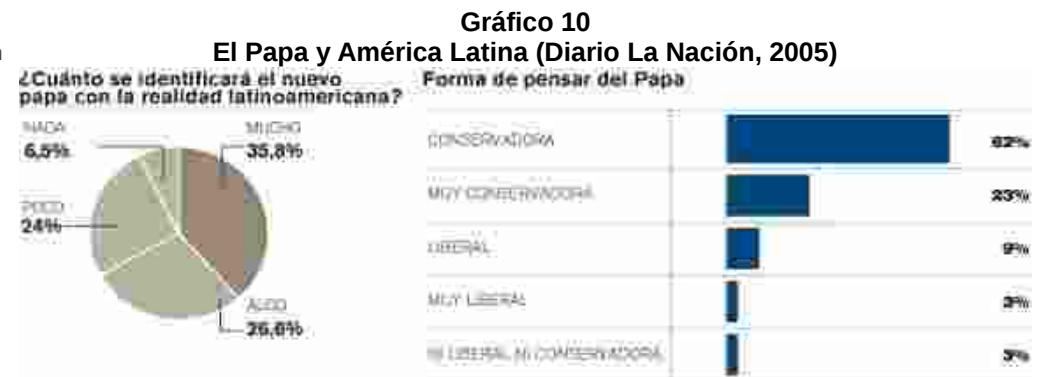 Gráfico 10
El Papa y América Latina (Diario La Nación, 2005)
¿Cuánto se identificará el nuevo
papa con la realidad latinoamericana?
NADA
6,5%
MUCHO
35,8%
POCO
24%
ALGO
26,6%
Forma de pensar del Papa
CONSERVADORA
62%
MUY CONSERVADORA
23%
LIBERAL
9%
MUY LIBERAL
NI LIBERAL NI CONSERVADORA
3%